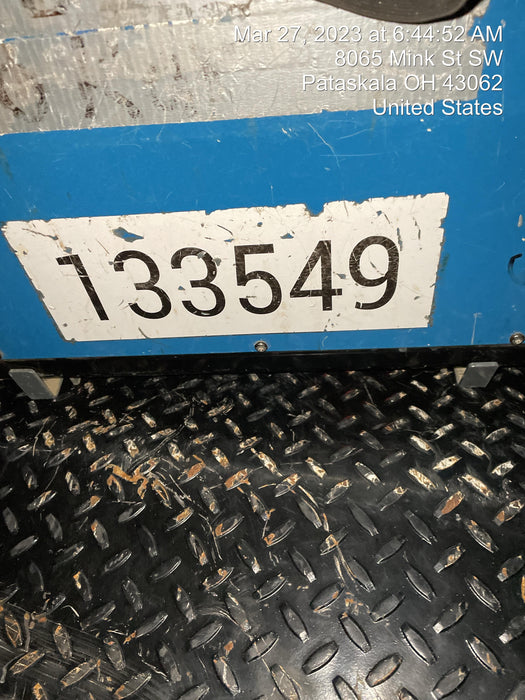 Mar 27, 2023 at 6:44:52 AM
8065 Mink St SW
Pataskala OH 43062
United States
133549